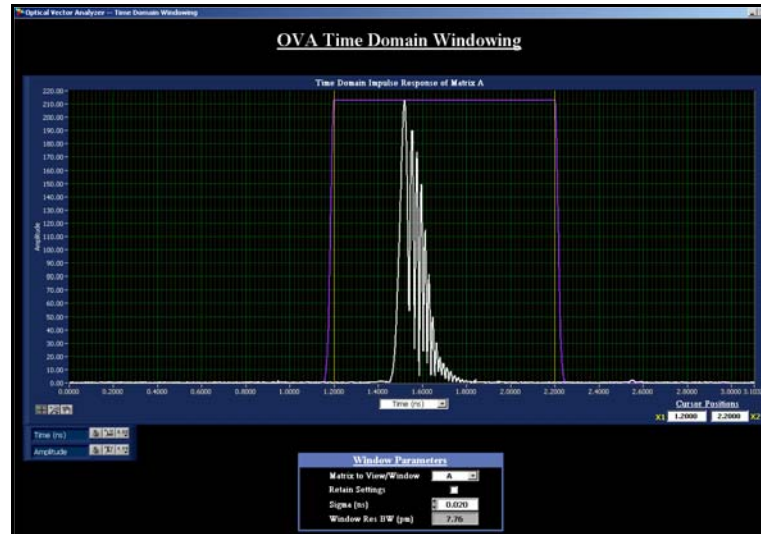 Optical Vector Analyzer -- Time Domain Windowing
OVA Time Domain Windowing
Time Domain Impulse Response of Matrix A
220.00
210.00
200.00
190.00
180.00
170.00
160.00
150.00
140.00
130.00
120.00
110.00
100.00
90.00
80.00
70.00
60.00
50.00
40.00
30.00
20.00
10.00
0.00
Amplitude
0.0000 0.2000 0.4000 0.6000 0.8000 1.0000 1.2000 1.4000 1.6000 1.8000 2.0000 2.2000 2.4000 2.6000 2.8000 3.0000 3.103
Time (ns)
Cursor Positions
X1 1.2000 2.2000 X2
Time (ns)
Amplitude
Window Parameters
Matrix to View/Window A
Retain Settings
Sigma (ns) 0.020
Window Res BW (pm) 7.76